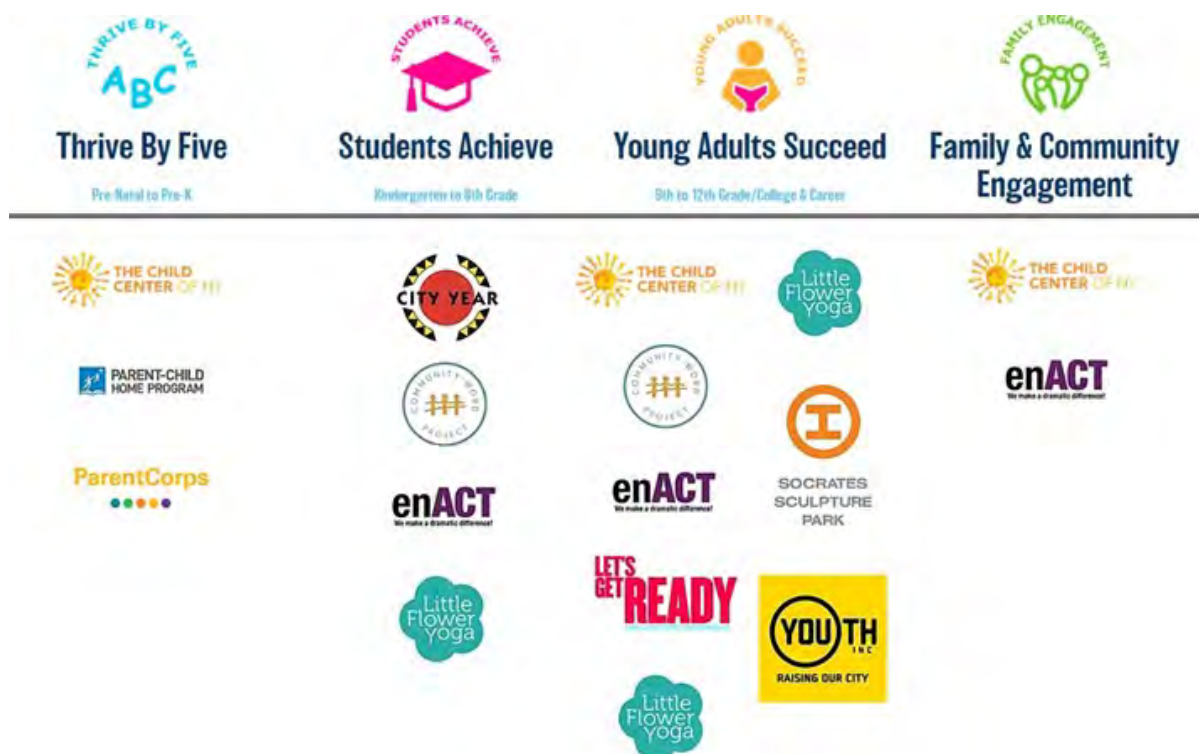 THRIVE BY FIVE
ABC
Thrive By Five
Pre-Natal to Pre-K
STUDENTS ACHIEVE
Students Achieve
Kindergarten to 8th Grade
YOUNG ADULTS SUCCEED
Young Adults Succeed
9th to 12th Grade/College & Career
FAMILY ENGAGEMENT
Family & Community
Engagement
THE CHILD
CENTER OF NY
PARENT-CHILD
HOME PROGRAM
ParentCorps
CITY YEAR
COMMUNITY-WORD
PROJECT
enACT
We make a dramatic difference!
Little
Flower
yoga
THE CHILD
CENTER OF NY
COMMUNITY-WORD
PROJECT
enACT
We make a dramatic difference!
LET'S
GET READY
Little
Flower
yoga
Little
Flower
yoga
SOCRATES
SCULPTURE
PARK
YOUTH
INC
RAISING OUR CITY
THE CHILD
CENTER OF NY
enACT
We make a dramatic difference!